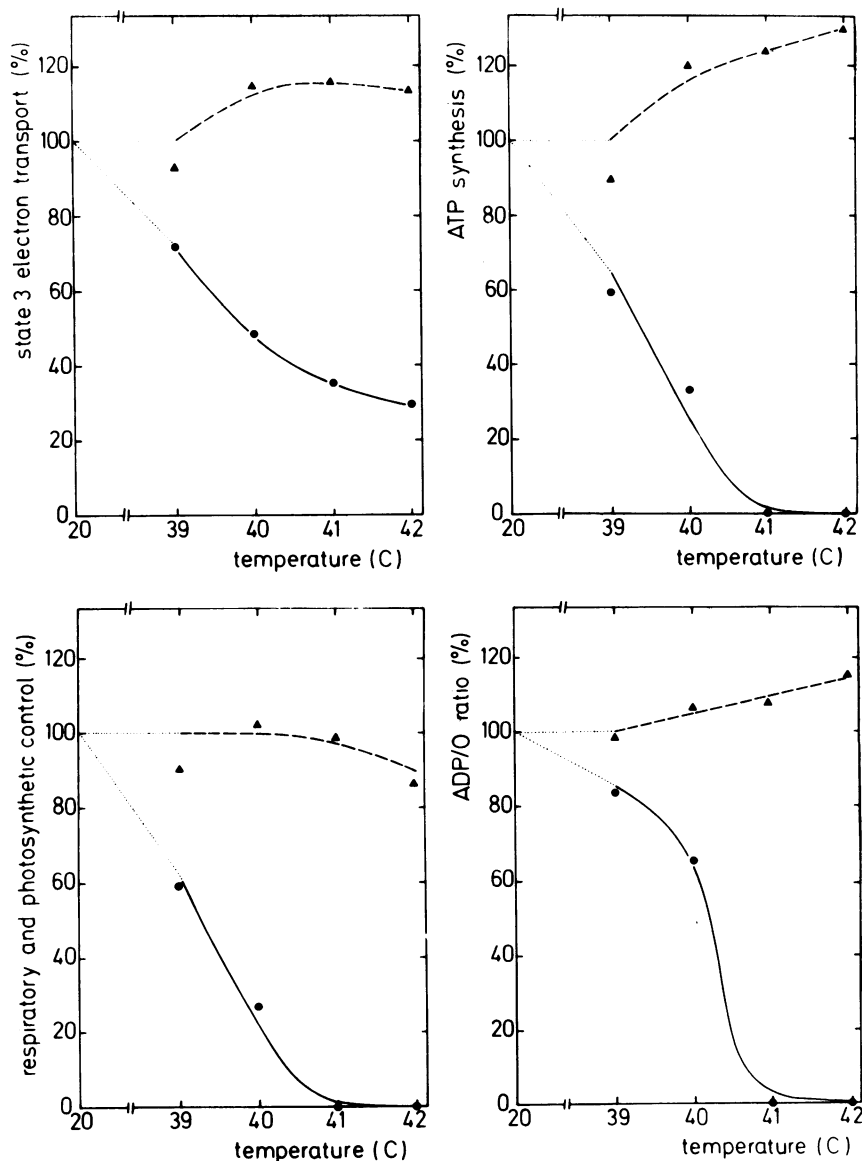 state 3 electron transport (%)
120
100
80
60
40
20
0
20 39 40 41 42
temperature (C)
ATP synthesis (%)
120
100
80
60
40
20
0
20 39 40 41 42
temperature (C)
respiratory and photosynthetic control (%)
120
100
80
60
40
20
0
20 39 40 41 42
temperature (C)
ADP/O ratio (%)
120
100
80
60
40
20
0
20 39 40 41 42
temperature (C)